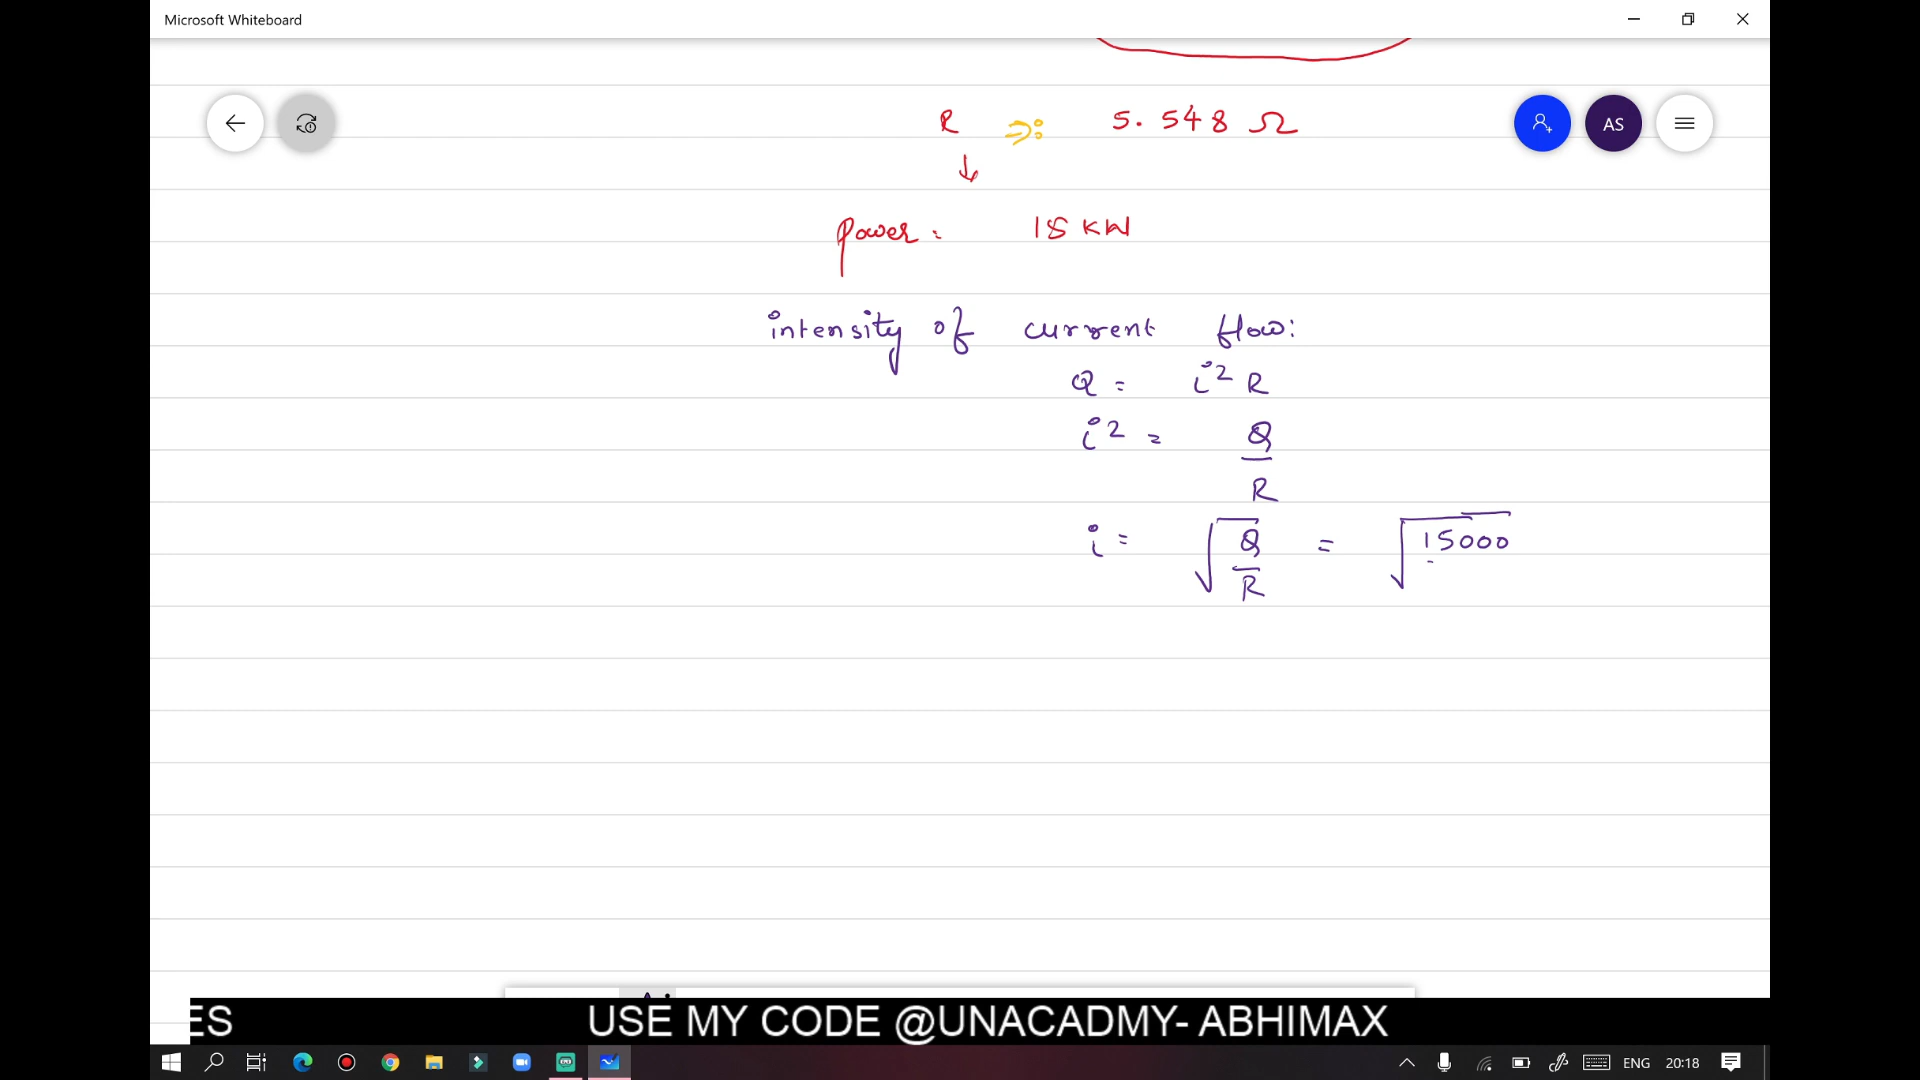 Microsoft Whiteboard
R ⇒: 5.548 Ω
AS
↓
power = 15 KW
intensity of current flow:
Q = i² R
i² = Q/R
i = √(Q/R) = √15000
ES USE MY CODE @UNACADMY- ABHIMAX
ENG 20:18